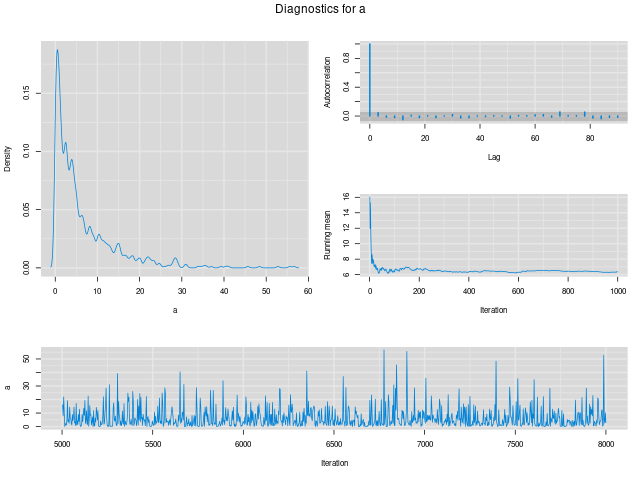 Diagnostics for a
Density
0.00 0.05 0.10 0.15
0 10 20 30 40 50 60
a
Autocorrelation
0.0 0.4 0.8
0 20 40 60 80
Lag
Running mean
6 8 10 12 14 16
0 200 400 600 800 1000
Iteration
a
0 10 30 50
5000 5500 6000 6500 7000 7500 8000
Iteration